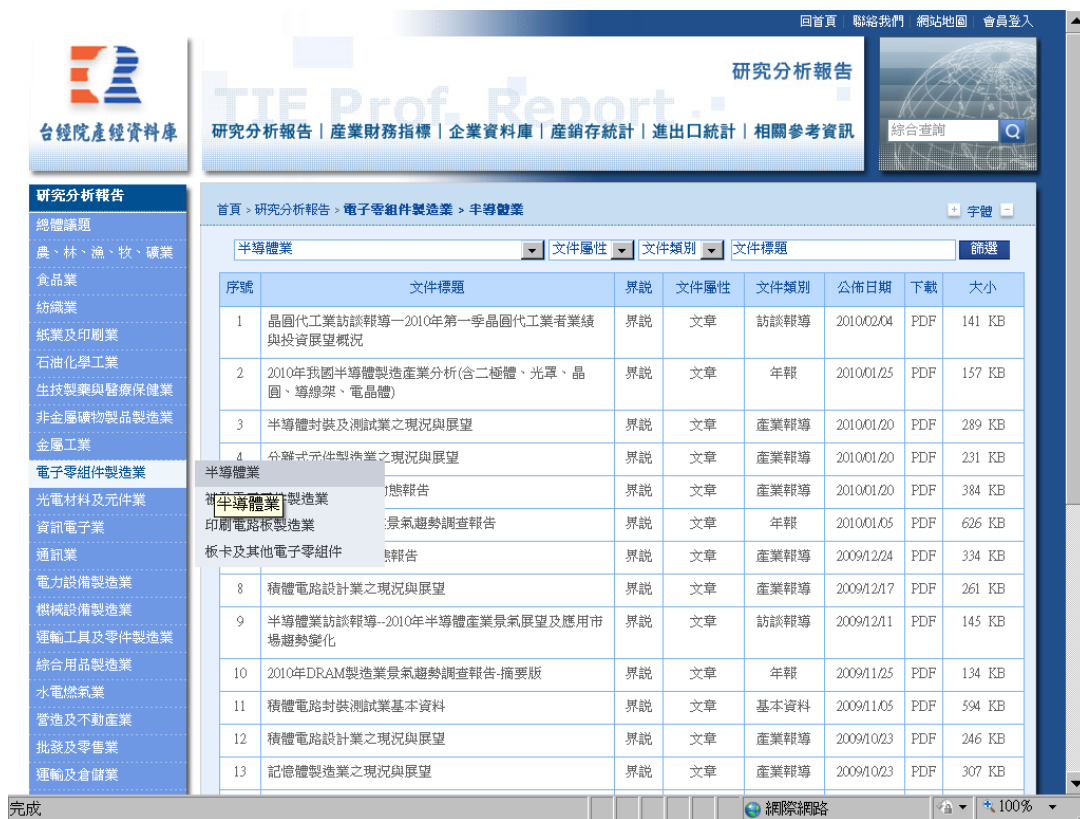 回首頁 聯絡我們 網站地圖 會員登入
TIE Prof. Report
研究分析報告
台經院產經資料庫
研究分析報告 | 產業財務指標 | 企業資料庫 | 產銷存統計 | 進出口統計 | 相關參考資訊
綜合查詢
研究分析報告
總體議題
農、林、漁、牧、礦業
食品業
紡織業
紙業及印刷業
石油化學工業
生技製藥與醫療保健業
非金屬礦物製品製造業
金屬工業
電子零組件製造業
光電材料及元件業
資訊電子業
通訊業
電力設備製造業
機械設備製造業
運輸工具及零件製造業
綜合用品製造業
水電燃氣業
營造及不動產業
批發及零售業
運輸及倉儲業
半導體業
製造業
半導體業
印刷電路板製造業
板卡及其他電子零組件
首頁 > 研究分析報告 > 電子零組件製造業 > 半導體業
+ 字體 -
半導體業 文件屬性 文件類別 文件標題 篩選
序號 文件標題 界說 文件屬性 文件類別 公佈日期 下載 大小
1 晶圓代工業訪談報導—2010年第一季晶圓代工業者業績 界說 文章 訪談報導 2010/02/04 PDF 141 KB
與投資展望概況
2 2010年我國半導體製造產業分析(含二極體、光罩、晶 界說 文章 年報 2010/01/25 PDF 157 KB
圓、導線架、電晶體)
3 半導體封裝及測試業之現況與展望 界說 文章 產業報導 2010/01/20 PDF 289 KB
4 分離式元件製造業之現況與展望 界說 文章 產業報導 2010/01/20 PDF 231 KB
態報告 界說 文章 產業報導 2010/01/20 PDF 384 KB
景氣趨勢調查報告 界說 文章 年報 2010/01/05 PDF 626 KB
報告 界說 文章 產業報導 2009/12/24 PDF 334 KB
8 積體電路設計業之現況與展望 界說 文章 產業報導 2009/12/17 PDF 261 KB
9 半導體業訪談報導--2010年半導體產業景氣展望及應用市 界說 文章 訪談報導 2009/12/11 PDF 145 KB
場趨勢變化
10 2010年DRAM製造業景氣趨勢調查報告-摘要版 界說 文章 年報 2009/11/25 PDF 134 KB
11 積體電路封裝測試業基本資料 界說 文章 基本資料 2009/11/05 PDF 594 KB
12 積體電路設計業之現況與展望 界說 文章 產業報導 2009/10/23 PDF 246 KB
13 記憶體製造業之現況與展望 界說 文章 產業報導 2009/10/23 PDF 307 KB
完成 網際網路 100%